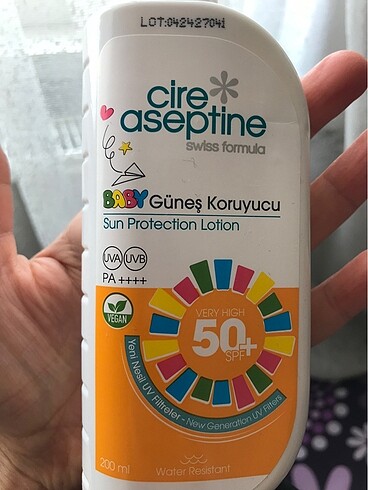 LOT:042427041
cire
aseptine
swiss formula
BABY Güneş Koruyucu
Sun Protection Lotion
UVA UVB
PA ++++
VEGAN
VERY HIGH
50+
SPF
Yeni Nesil UV Filtreler - New Generation UV Filters
200 ml
Water Resistant